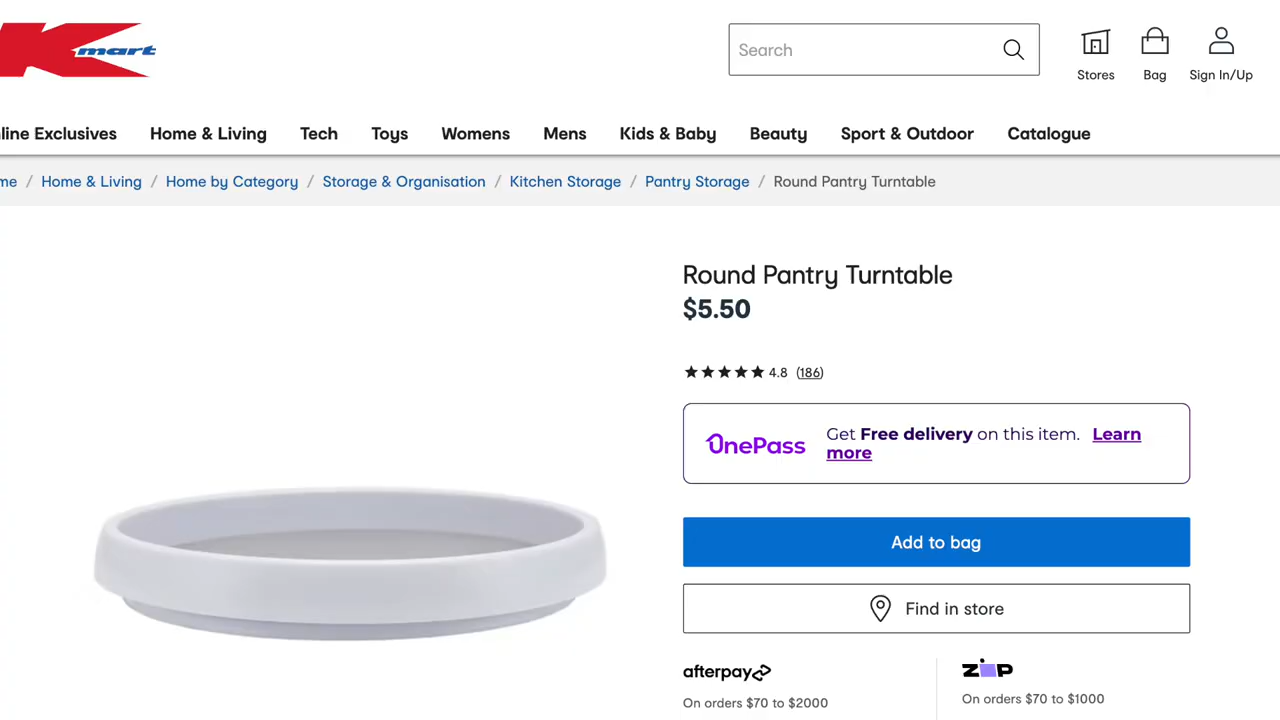 mart
Search
Stores
Bag
Sign In/Up
line Exclusives
Home & Living
Tech
Toys
Womens
Mens
Kids & Baby
Beauty
Sport & Outdoor
Catalogue
me / Home & Living / Home by Category / Storage & Organisation / Kitchen Storage / Pantry Storage / Round Pantry Turntable
Round Pantry Turntable
$5.50
4.8 (186)
OnePass
Get Free delivery on this item. Learn
more
Add to bag
Find in store
afterpay
On orders $70 to $2000
zip
On orders $70 to $1000